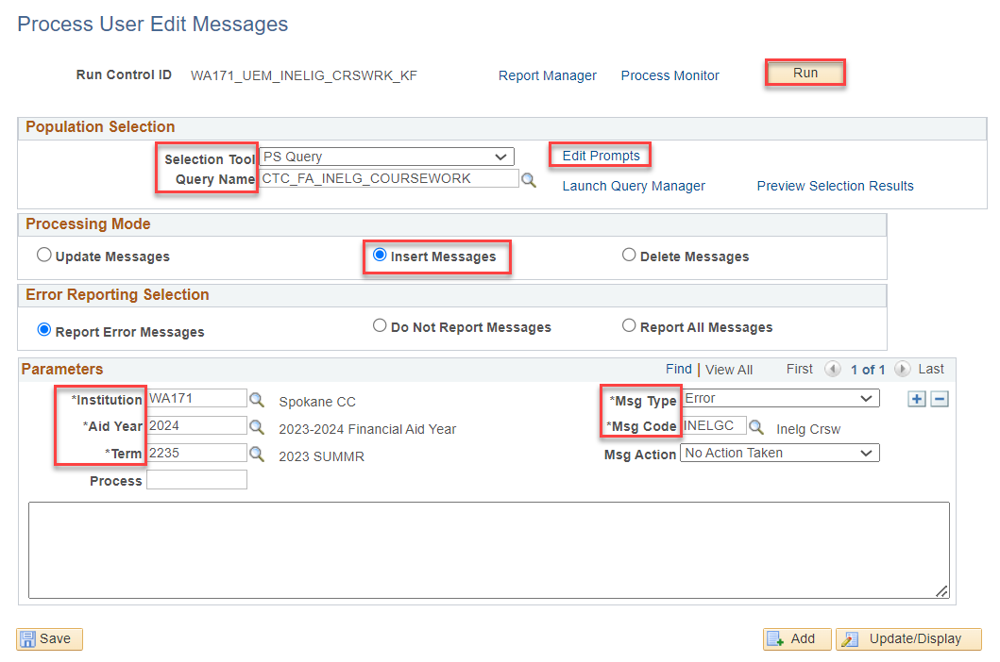 Process User Edit Messages
Run Control ID WA171_UEM_INELIG_CRSWRK_KF Report Manager Process Monitor Run
Population Selection
Selection Tool PS Query Edit Prompts
Query Name CTC_FA_INELG_COURSEWORK Launch Query Manager Preview Selection Results
Processing Mode
Update Messages Insert Messages Delete Messages
Error Reporting Selection
Report Error Messages Do Not Report Messages Report All Messages
Parameters Find | View All First 1 of 1 Last
*Institution WA171 Spokane CC *Msg Type Error
*Aid Year 2024 2023-2024 Financial Aid Year *Msg Code INELGC Inelg Crsw
*Term 2235 2023 SUMMR Msg Action No Action Taken
Process
Save Add Update/Display